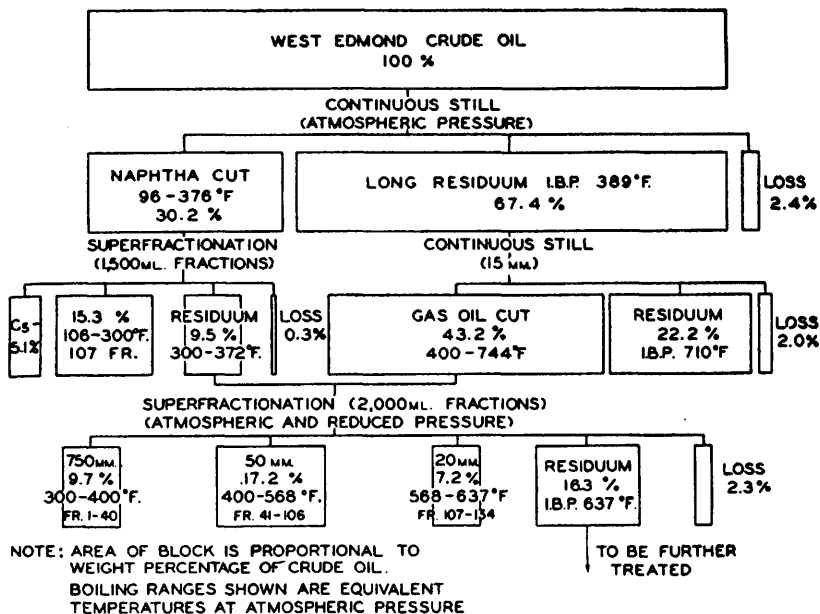 WEST EDMOND CRUDE OIL
100 %
CONTINUOUS STILL
(ATMOSPHERIC PRESSURE)
NAPHTHA CUT
96-376°F
30.2 %
LONG RESIDUUM I.B.P. 389°F.
67.4 %
LOSS
2.4%
SUPERFRACTIONATION
(1,500ML. FRACTIONS)
CONTINUOUS STILL
(15 MM.)
C5-
5.1%
15.3 %
106-300°F.
107 FR.
RESIDUUM
9.5 %
300-372°F.
LOSS
0.3%
GAS OIL CUT
43.2 %
400-744°F
RESIDUUM
22.2 %
I.B.P. 710°F
LOSS
2.0%
SUPERFRACTIONATION (2,000ML. FRACTIONS)
(ATMOSPHERIC AND REDUCED PRESSURE)
750MM.
9.7 %
300-400°F.
FR. 1-40
50 MM.
17.2 %
400-568°F.
FR. 41-106
20MM.
7.2 %
568-637°F
FR. 107-134
RESIDUUM
16.3 %
I.B.P. 637 °F.
LOSS
2.3%
TO BE FURTHER
TREATED
NOTE: AREA OF BLOCK IS PROPORTIONAL TO
WEIGHT PERCENTAGE OF CRUDE OIL.
BOILING RANGES SHOWN ARE EQUIVALENT
TEMPERATURES AT ATMOSPHERIC PRESSURE